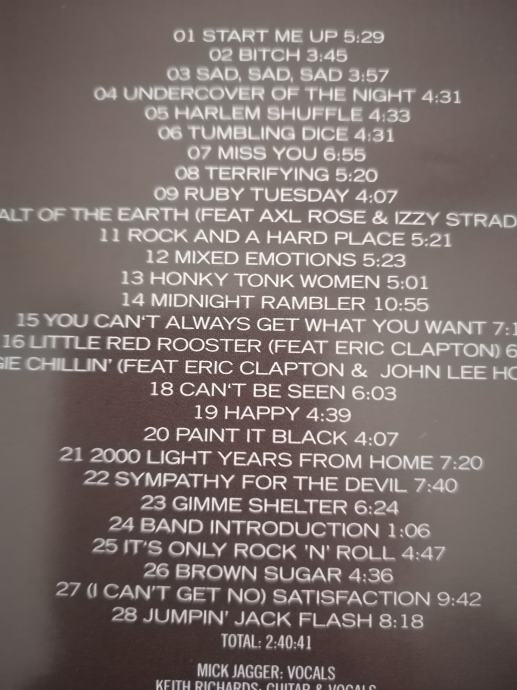 01 START ME UP 5:29
02 BITCH 3:45
03 SAD, SAD, SAD 3:57
04 UNDERCOVER OF THE NIGHT 4:31
05 HARLEM SHUFFLE 4:33
06 TUMBLING DICE 4:31
07 MISS YOU 6:55
08 TERRIFYING 5:20
09 RUBY TUESDAY 4:07
ALT OF THE EARTH (FEAT AXL ROSE & IZZY STRAD
11 ROCK AND A HARD PLACE 5:21
12 MIXED EMOTIONS 5:23
13 HONKY TONK WOMEN 5:01
14 MIDNIGHT RAMBLER 10:55
15 YOU CAN'T ALWAYS GET WHAT YOU WANT 7:1
16 LITTLE RED ROOSTER (FEAT ERIC CLAPTON) 6
GIE CHILLIN' (FEAT ERIC CLAPTON & JOHN LEE HO
18 CAN'T BE SEEN 6:03
19 HAPPY 4:39
20 PAINT IT BLACK 4:07
21 2000 LIGHT YEARS FROM HOME 7:20
22 SYMPATHY FOR THE DEVIL 7:40
23 GIMME SHELTER 6:24
24 BAND INTRODUCTION 1:06
25 IT'S ONLY ROCK 'N' ROLL 4:47
26 BROWN SUGAR 4:36
27 (I CAN'T GET NO) SATISFACTION 9:42
28 JUMPIN' JACK FLASH 8:18
TOTAL: 2:40:41
MICK JAGGER: VOCALS
KEITH RICHARDS: GUITAR & VOCALS